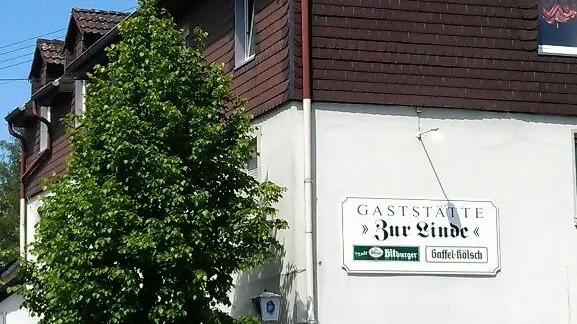 GASTSTÄTTE
» Zur Linde «
Bitburger Gaffel-Kölsch